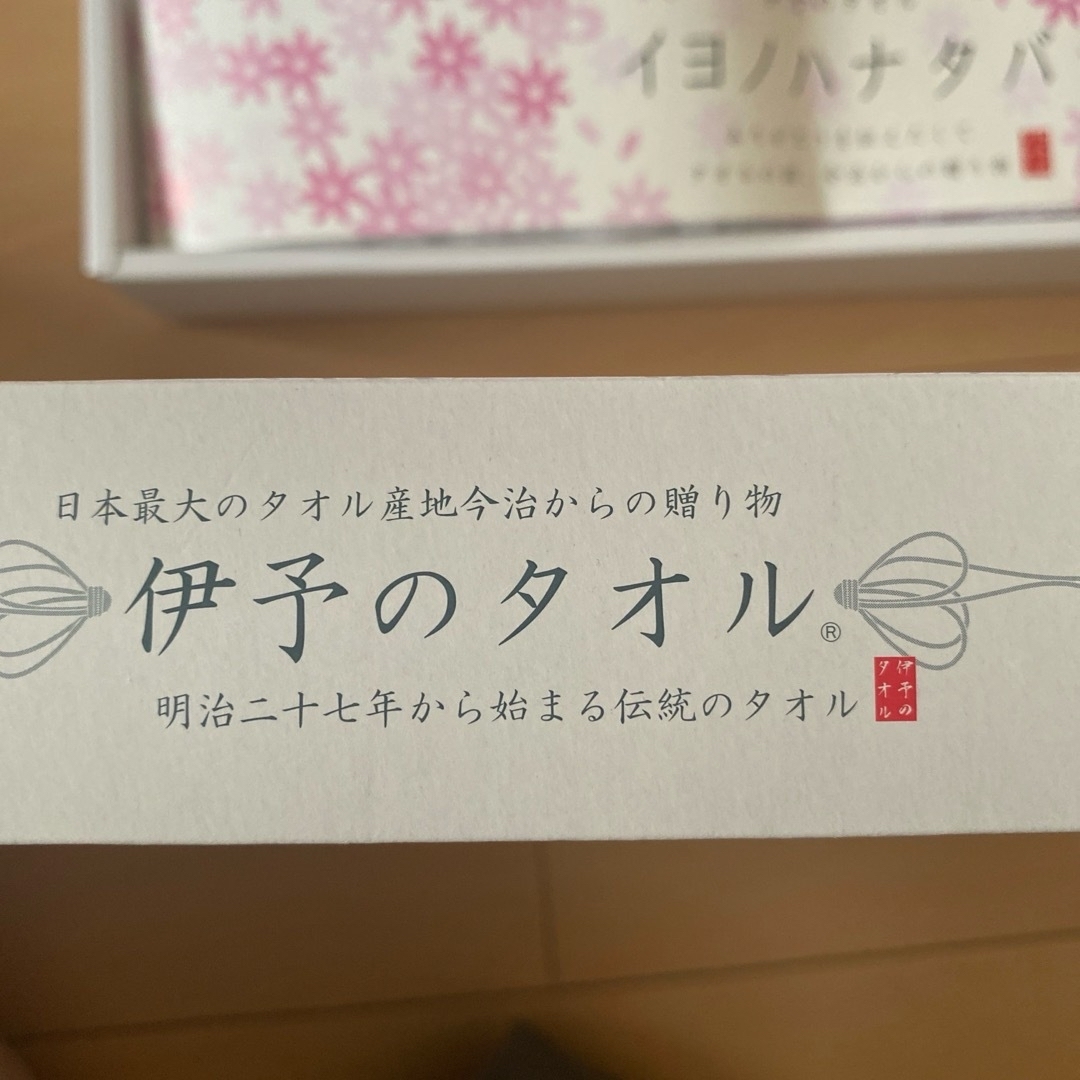 イヨノハナタバ
日本最大のタオル産地今治からの贈り物
伊予のタオル®
明治二十七年から始まる伝統のタオル
伊予の
タオル